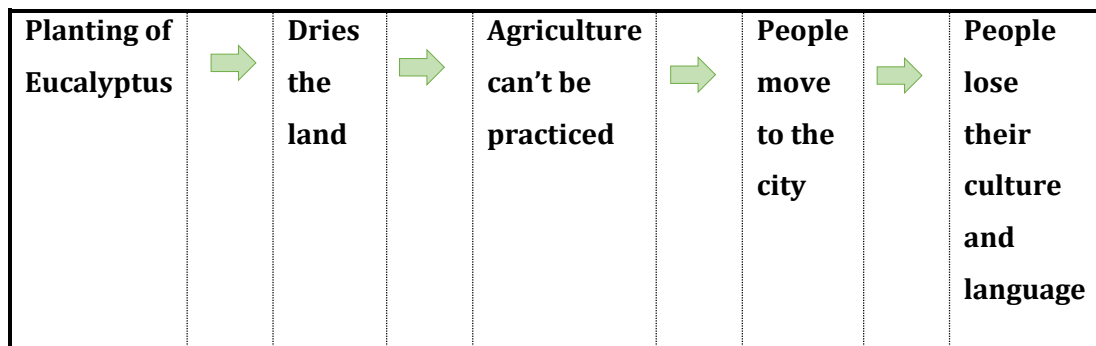 Planting of
Eucalyptus
Dries
the
land
Agriculture
can’t be
practiced
People
move
to the
city
People
lose
their
culture
and
language